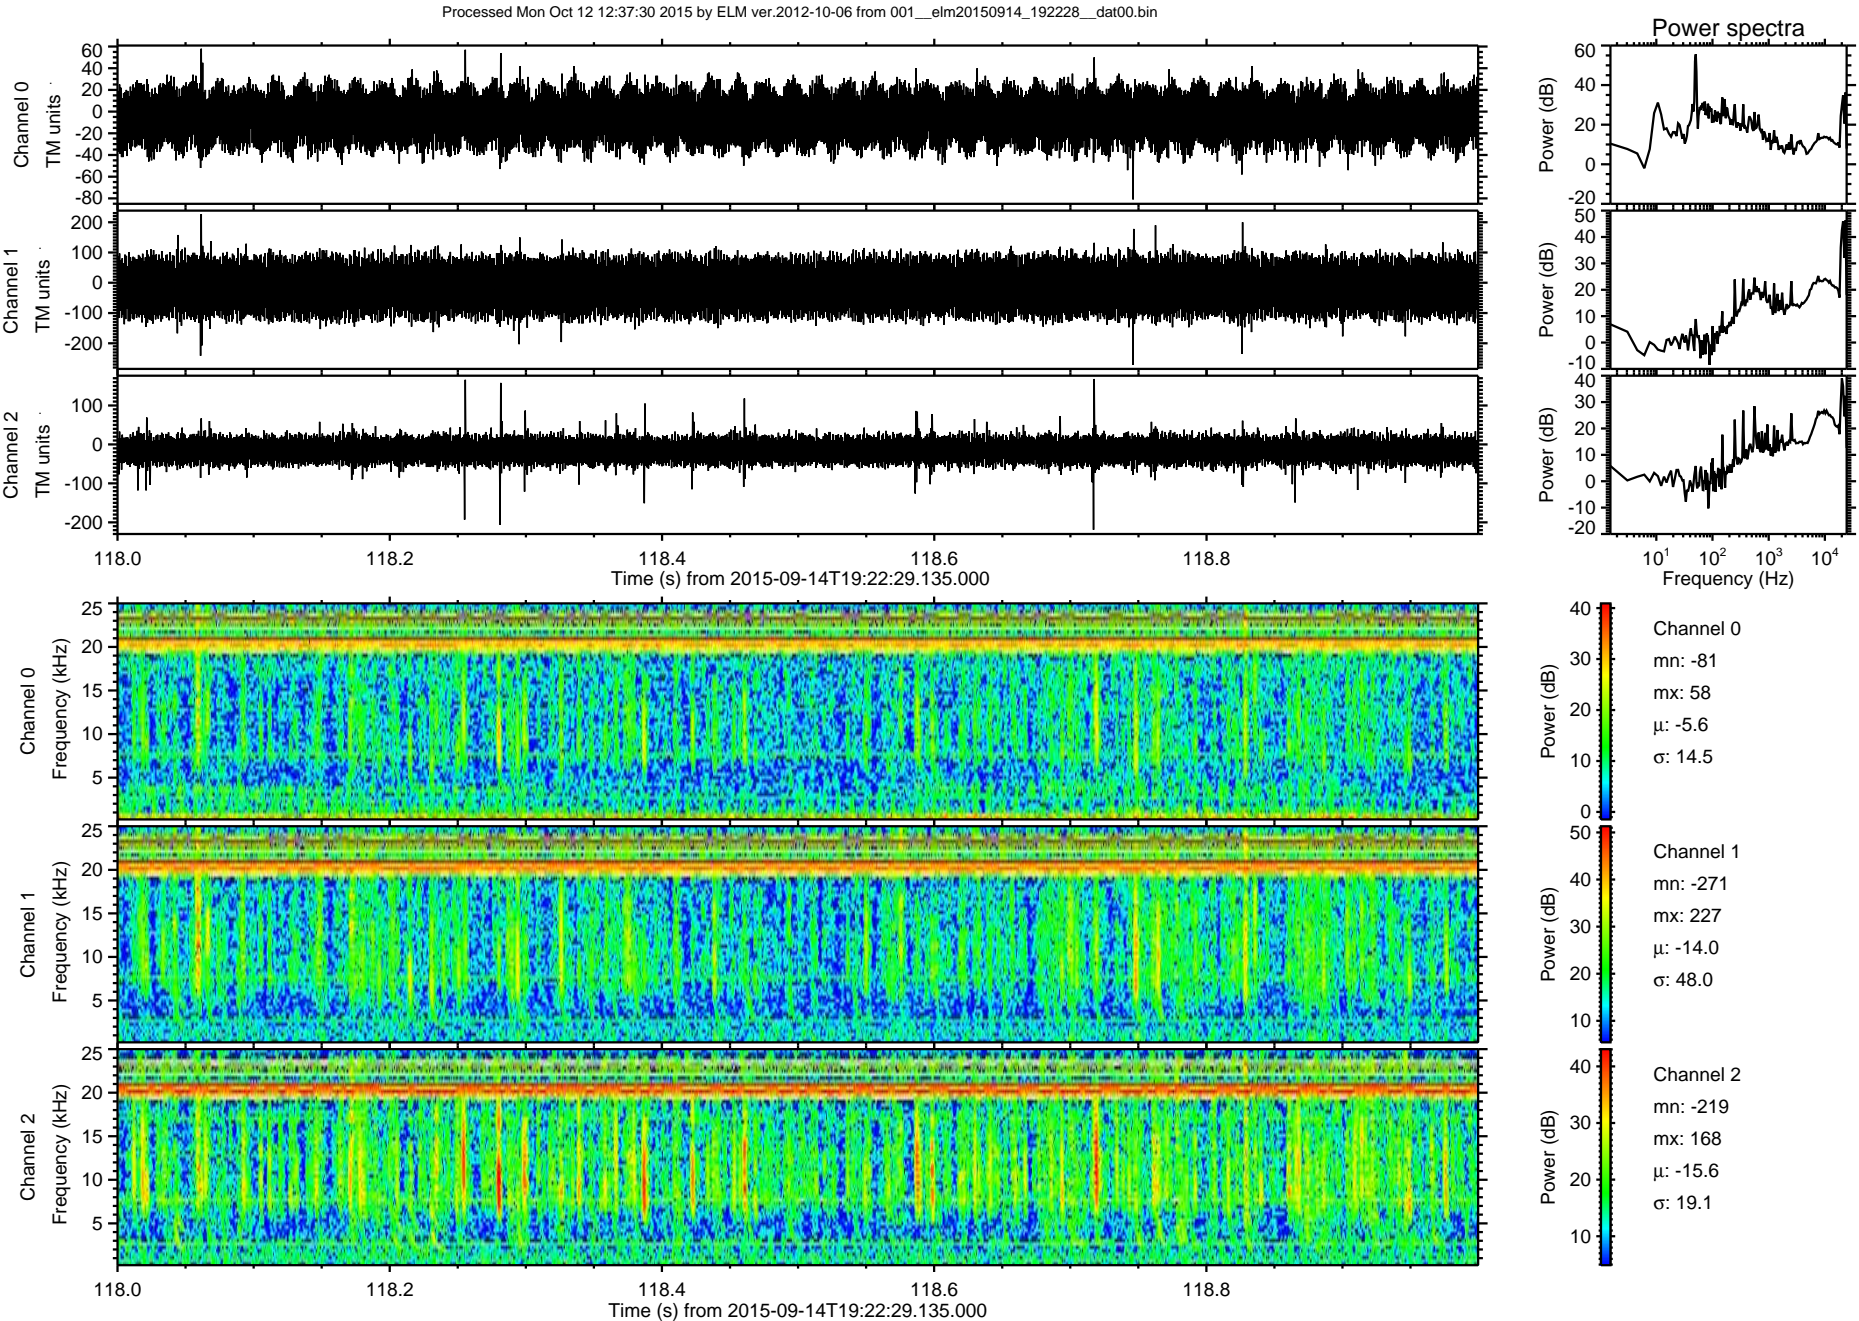 Processed Mon Oct 12 12:37:30 2015 by ELM ver.2012-10-06 from 001__elm20150914_192228__dat00.bin
Power spectra
Channel 0
TM units
60
40
20
0
-20
-40
-60
-80
Power (dB)
60
40
20
0
-20
Channel 1
TM units
200
100
0
-100
-200
Power (dB)
50
40
30
20
10
0
-10
Channel 2
TM units
100
0
-100
-200
Power (dB)
40
30
20
10
0
-10
-20
118.0 118.2 118.4 118.6 118.8
Time (s) from 2015-09-14T19:22:29.135.000
10¹ 10² 10³ 10⁴
Frequency (Hz)
Channel 0
Frequency (kHz)
25
20
15
10
5
Power (dB)
40
30
20
10
0
Channel 0
mn: -81
mx: 58
μ: -5.6
σ: 14.5
Channel 1
Frequency (kHz)
25
20
15
10
5
Power (dB)
50
40
30
20
10
Channel 1
mn: -271
mx: 227
μ: -14.0
σ: 48.0
Channel 2
Frequency (kHz)
25
20
15
10
5
Power (dB)
40
30
20
10
Channel 2
mn: -219
mx: 168
μ: -15.6
σ: 19.1
118.0 118.2 118.4 118.6 118.8
Time (s) from 2015-09-14T19:22:29.135.000